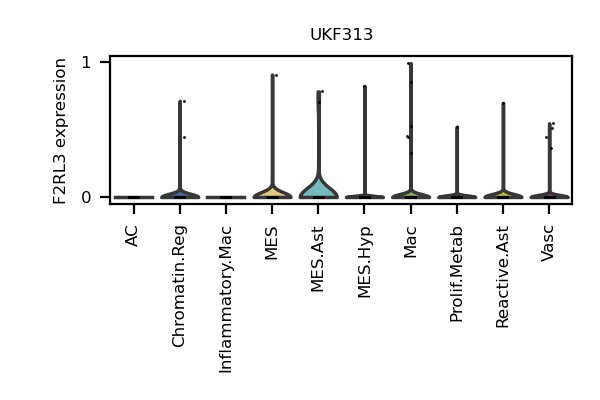 UKF313
F2RL3 expression
1
0
AC
Chromatin.Reg
Inflammatory.Mac
MES
MES.Ast
MES.Hyp
Mac
Prolif.Metab
Reactive.Ast
Vasc